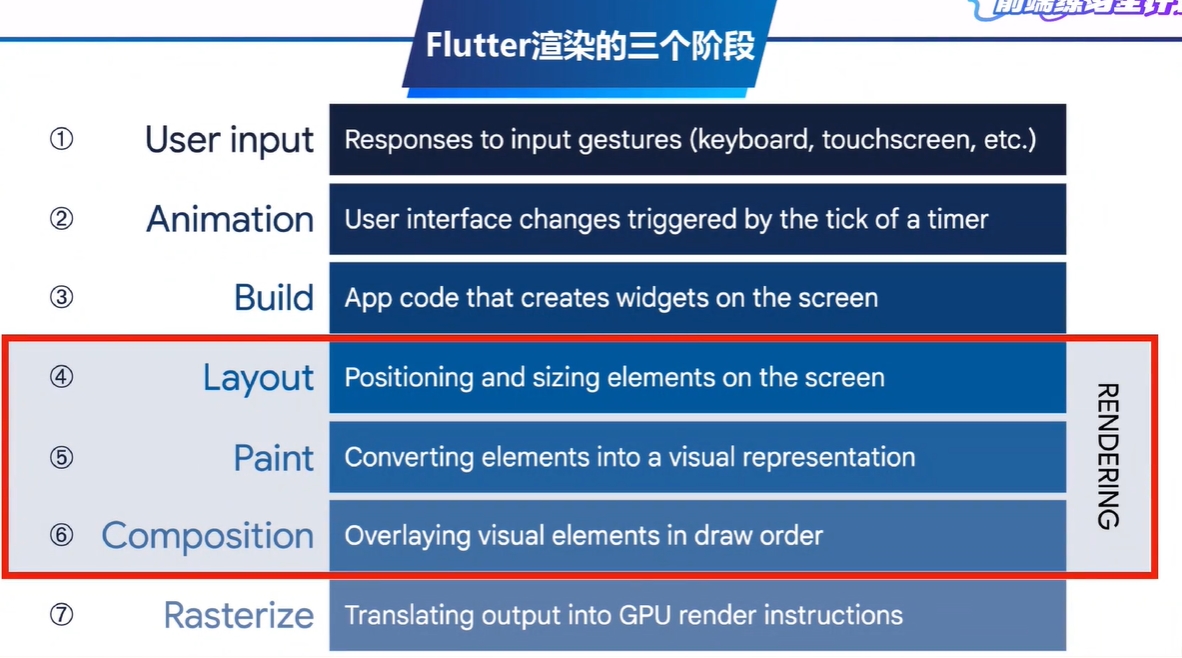 Flutter渲染的三个阶段
① User input Responses to input gestures (keyboard, touchscreen, etc.)
② Animation User interface changes triggered by the tick of a timer
③ Build App code that creates widgets on the screen
④ Layout Positioning and sizing elements on the screen
⑤ Paint Converting elements into a visual representation
⑥ Composition Overlaying visual elements in draw order
RENDERING
⑦ Rasterize Translating output into GPU render instructions